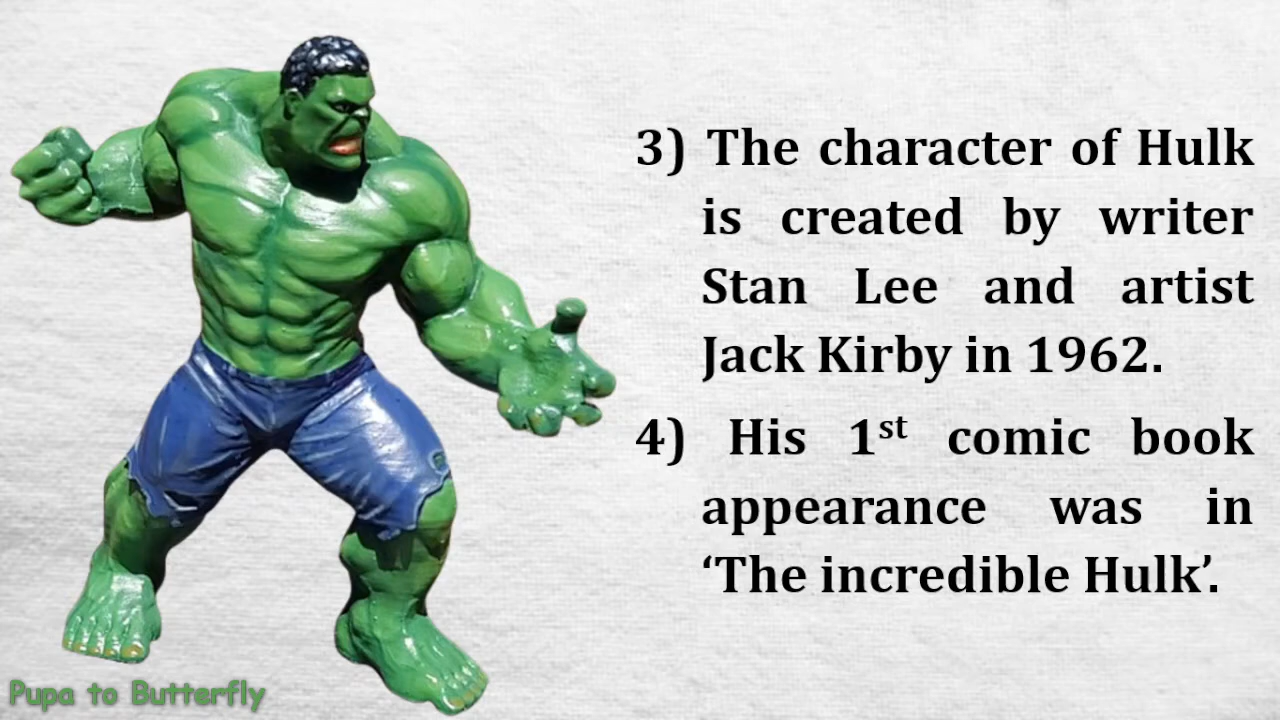 3) The character of Hulk
is created by writer
Stan Lee and artist
Jack Kirby in 1962.
4) His 1st comic book
appearance was in
‘The incredible Hulk’.
Pupa to Butterfly